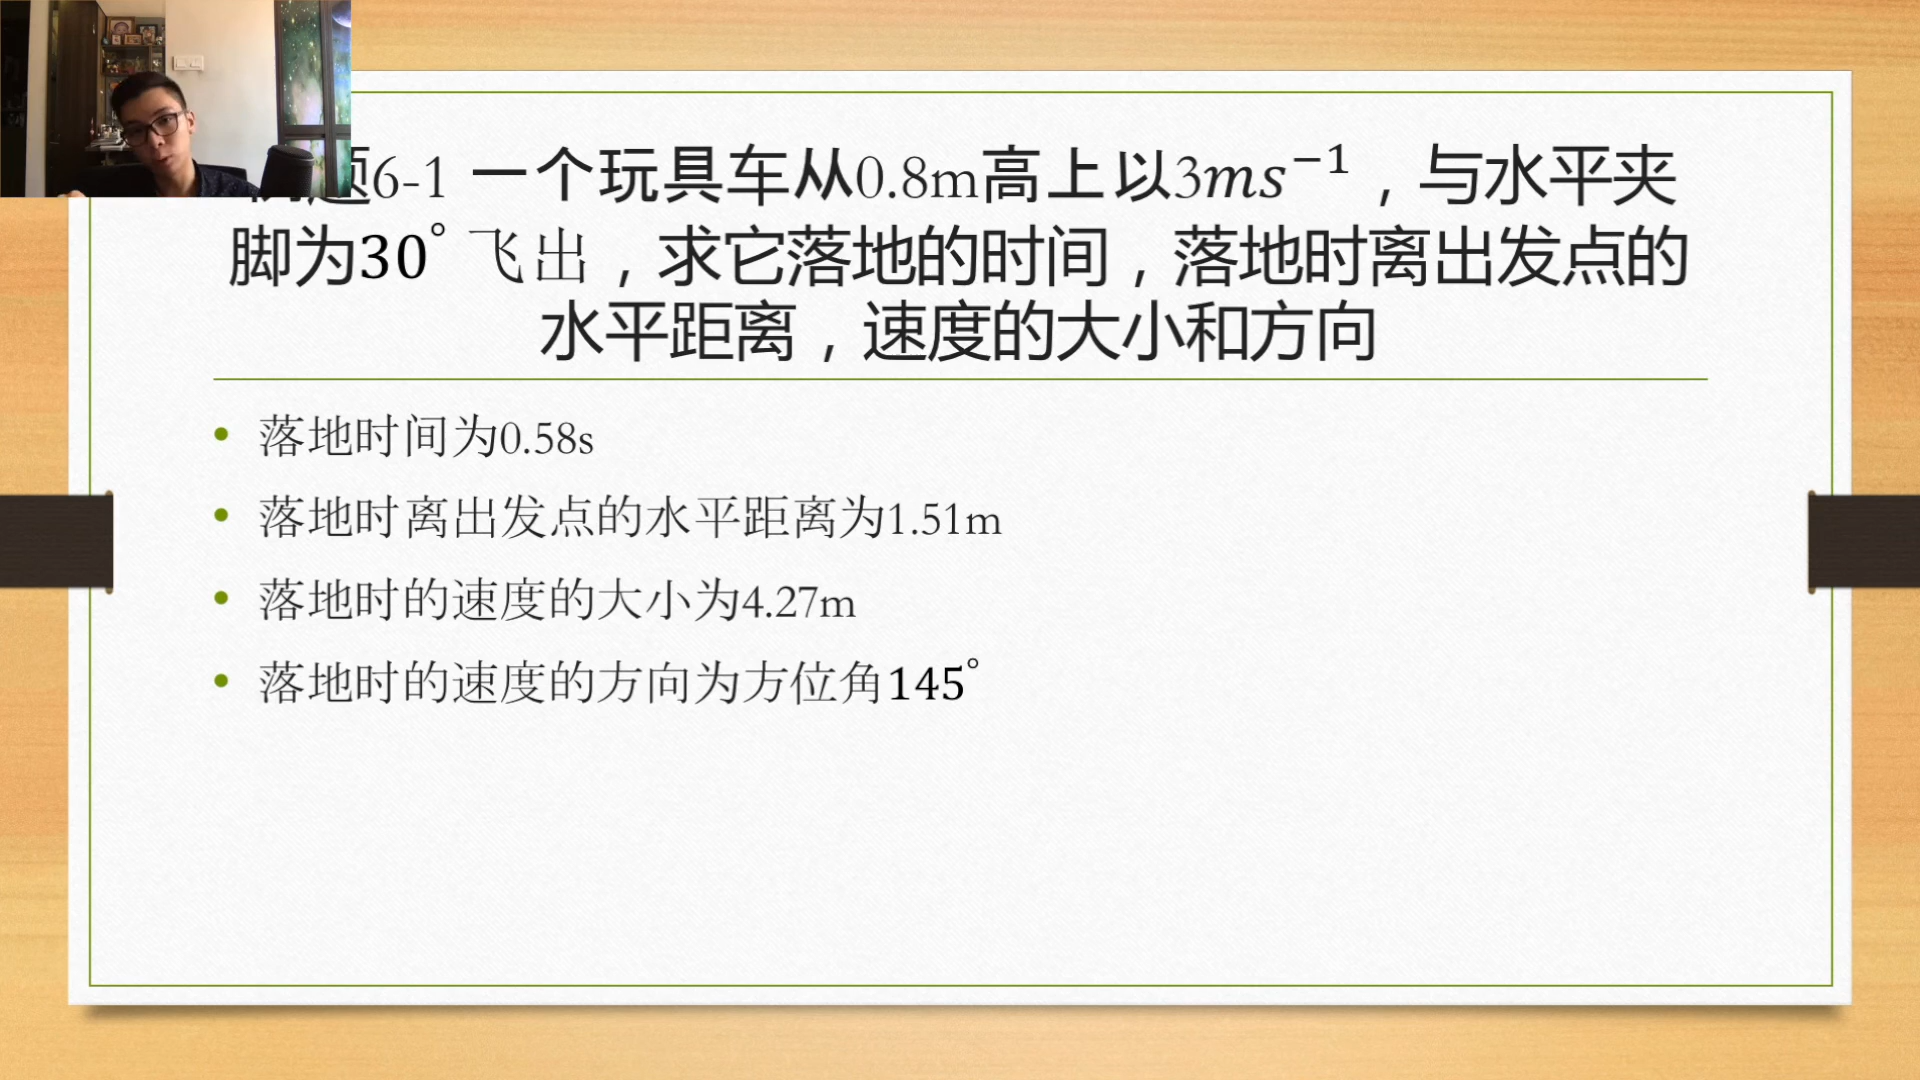 题6-1 一个玩具车从0.8m高上以3ms⁻¹，与水平夹
脚为30°飞出，求它落地的时间，落地时离出发点的
水平距离，速度的大小和方向
• 落地时间为0.58s
• 落地时离出发点的水平距离为1.51m
• 落地时的速度的大小为4.27m
• 落地时的速度的方向为方位角145°